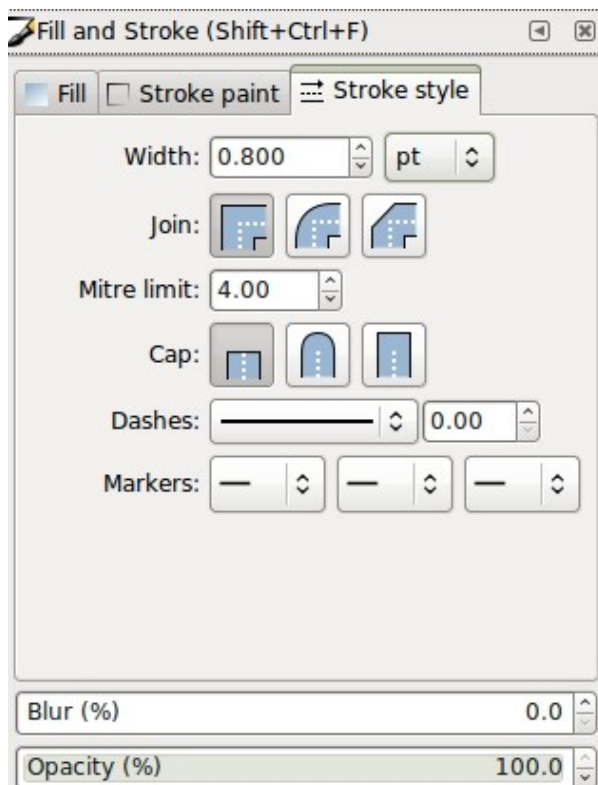 Fill and Stroke (Shift+Ctrl+F)
Fill Stroke paint Stroke style
Width: 0.800 pt
Join:
Mitre limit: 4.00
Cap:
Dashes: 0.00
Markers:
Blur (%) 0.0
Opacity (%) 100.0